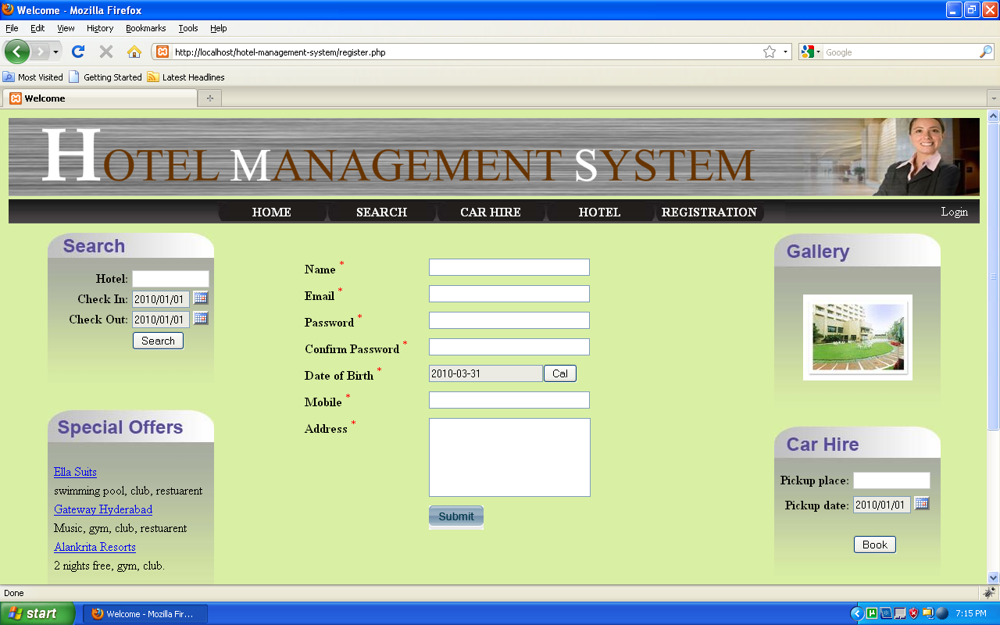 Welcome - Mozilla Firefox
File Edit View History Bookmarks Tools Help
http://localhost/hotel-management-system/register.php
Google
Most Visited Getting Started Latest Headlines
Welcome
HOTEL MANAGEMENT SYSTEM
HOME SEARCH CAR HIRE HOTEL REGISTRATION Login
Search
Hotel:
Check In: 2010/01/01
Check Out: 2010/01/01
Search
Special Offers
Ella Suits
swimming pool, club, restuarent
Gateway Hyderabad
Music, gym, club, restuarent
Alankrita Resorts
2 nights free, gym, club.
Name *
Email *
Password *
Confirm Password *
Date of Birth * 2010-03-31 Cal
Mobile *
Address *
Submit
Gallery
Car Hire
Pickup place:
Pickup date: 2010/01/01
Book
Done
start Welcome - Mozilla Fir... 7:15 PM